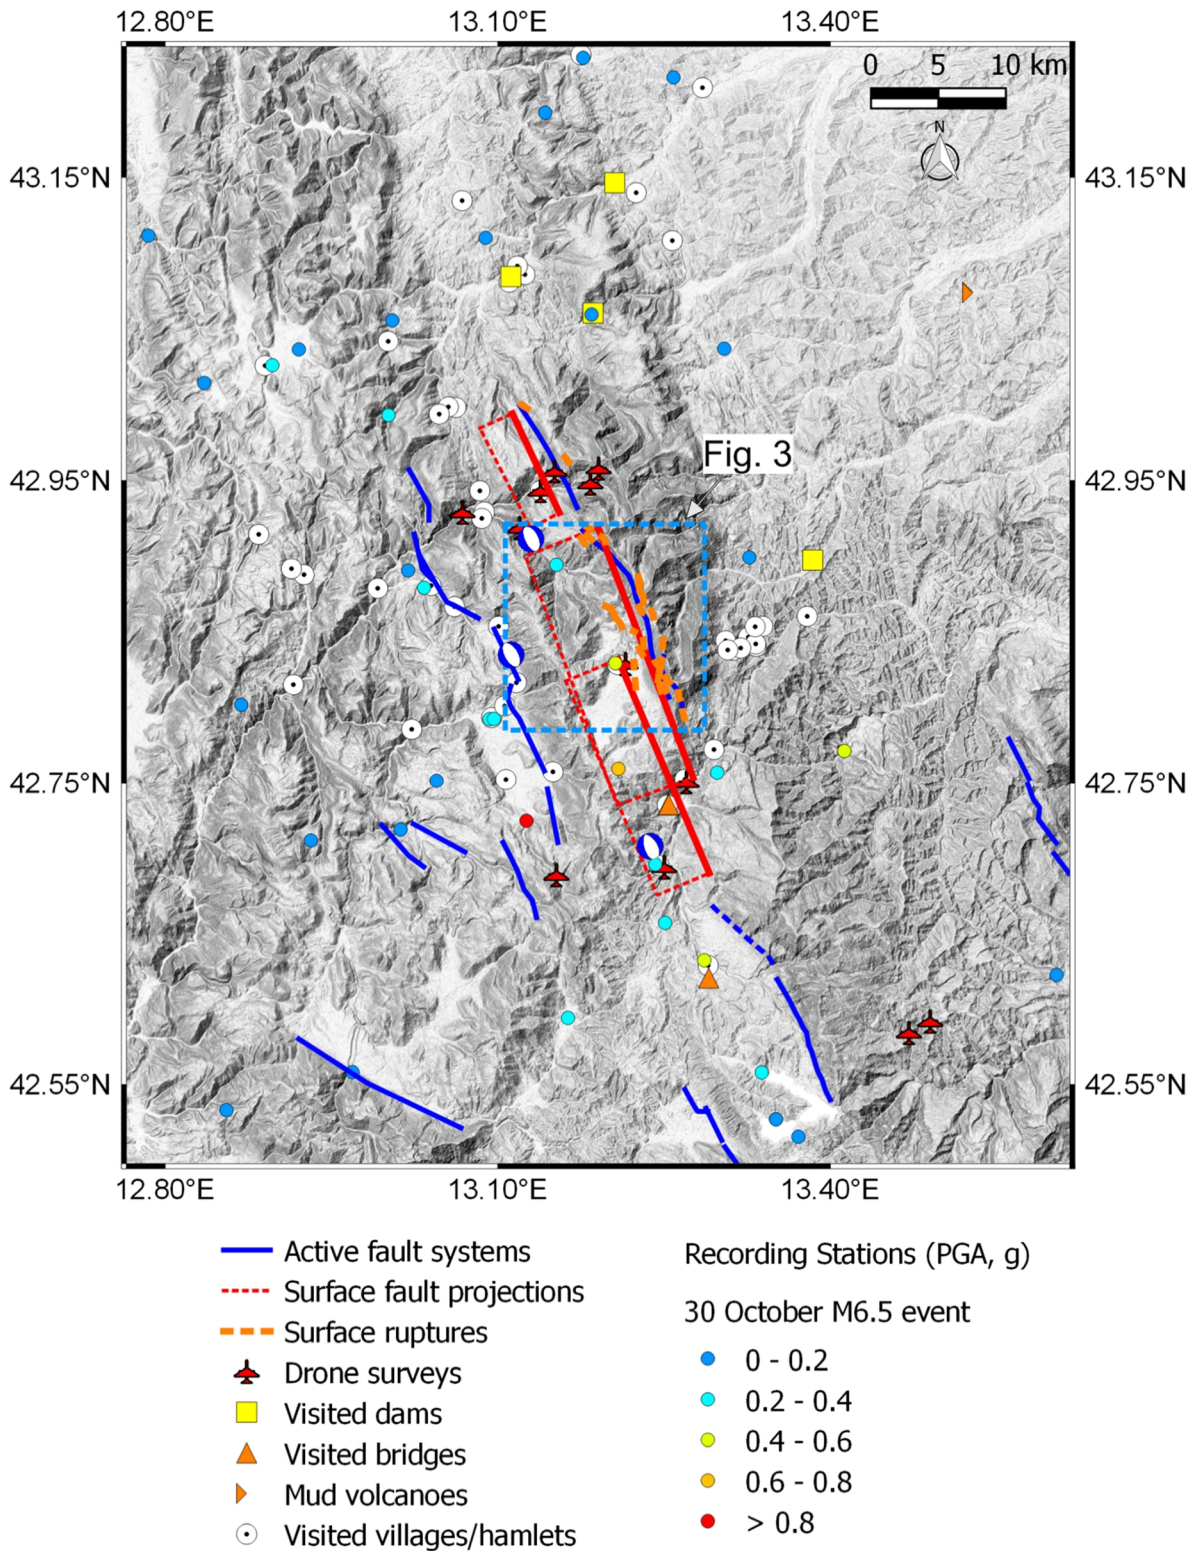 12.80°E 13.10°E 13.40°E
0 5 10 km
N
43.15°N 43.15°N
Fig. 3
42.95°N 42.95°N
42.75°N 42.75°N
42.55°N 42.55°N
12.80°E 13.10°E 13.40°E
Active fault systems
Surface fault projections
Surface ruptures
Drone surveys
Visited dams
Visited bridges
Mud volcanoes
Visited villages/hamlets
Recording Stations (PGA, g)
30 October M6.5 event
0 - 0.2
0.2 - 0.4
0.4 - 0.6
0.6 - 0.8
> 0.8